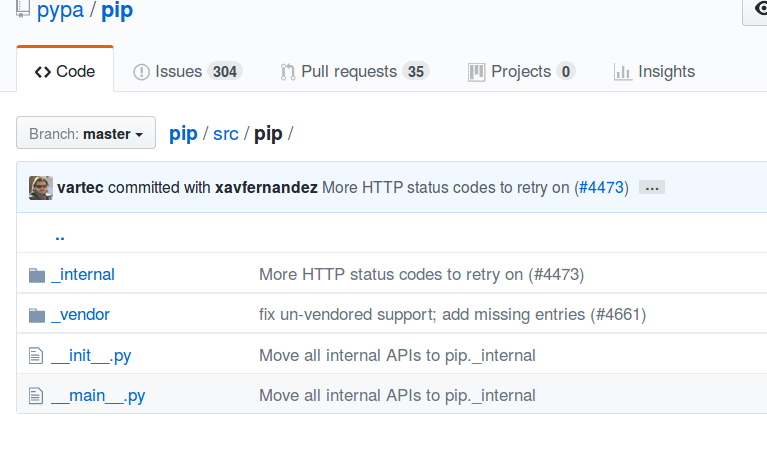 pypa / pip
Code Issues 304 Pull requests 35 Projects 0 Insights
Branch: master pip / src / pip /
vartec committed with xavfernandez More HTTP status codes to retry on (#4473) ...
..
_internal More HTTP status codes to retry on (#4473)
_vendor fix un-vendored support; add missing entries (#4661)
__init__.py Move all internal APIs to pip._internal
__main__.py Move all internal APIs to pip._internal